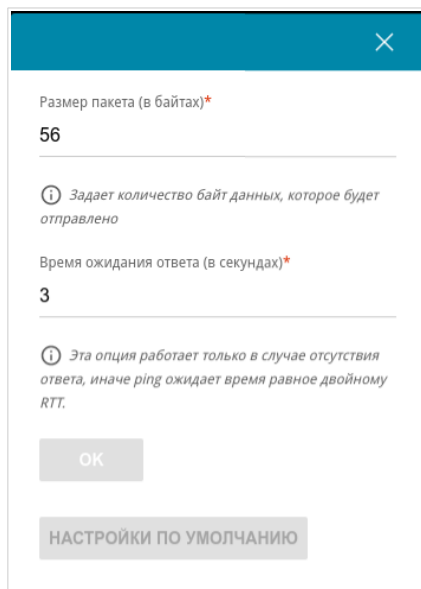 Размер пакета (в байтах)*
56
Задает количество байт данных, которое будет
отправлено
Время ожидания ответа (в секундах)*
3
Эта опция работает только в случае отсутствия
ответа, иначе ping ожидает время равное двойному
RTT.
OK
НАСТРОЙКИ ПО УМОЛЧАНИЮ